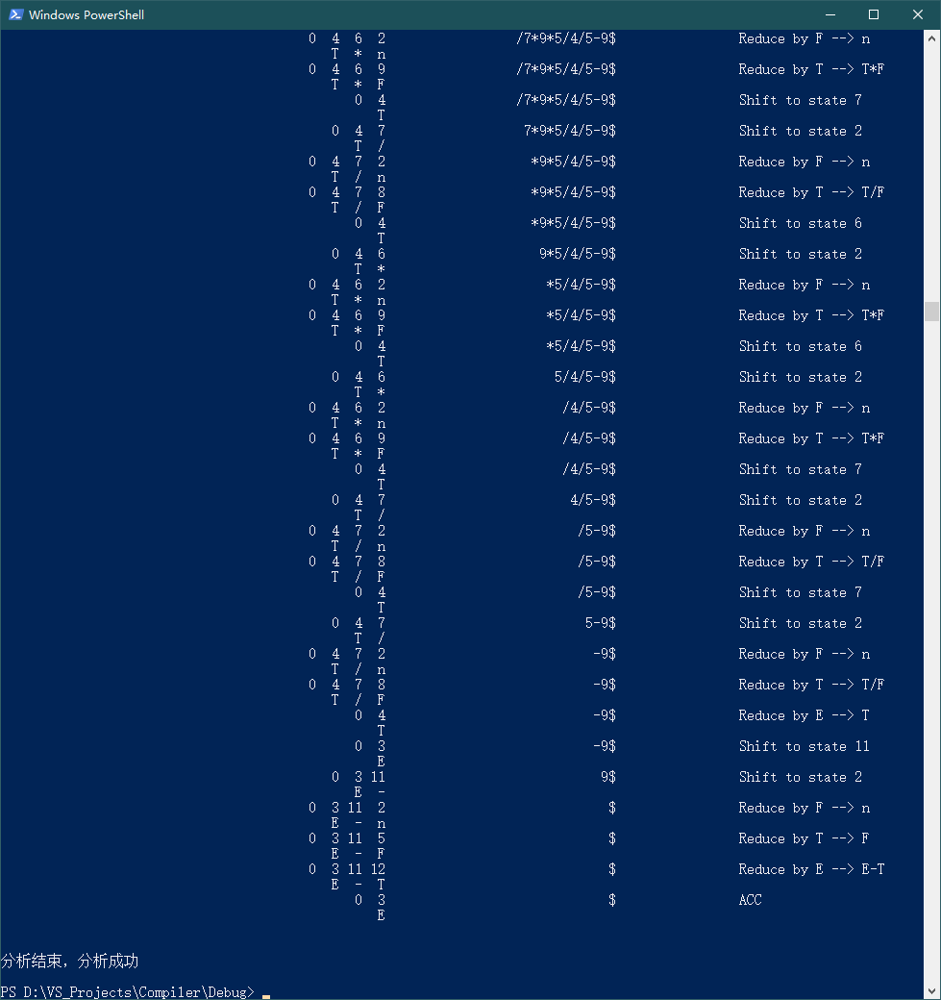 Windows PowerShell
0 4 6 2 /7*9*5/4/5-9$ Reduce by F --> n
T * n
0 4 6 9 /7*9*5/4/5-9$ Reduce by T --> T*F
T * F
0 4 /7*9*5/4/5-9$ Shift to state 7
T
0 4 7 7*9*5/4/5-9$ Shift to state 2
T /
0 4 7 2 *9*5/4/5-9$ Reduce by F --> n
T / n
0 4 7 8 *9*5/4/5-9$ Reduce by T --> T/F
T / F
0 4 *9*5/4/5-9$ Shift to state 6
T
0 4 6 9*5/4/5-9$ Shift to state 2
T *
0 4 6 2 *5/4/5-9$ Reduce by F --> n
T * n
0 4 6 9 *5/4/5-9$ Reduce by T --> T*F
T * F
0 4 *5/4/5-9$ Shift to state 6
T
0 4 6 5/4/5-9$ Shift to state 2
T *
0 4 6 2 /4/5-9$ Reduce by F --> n
T * n
0 4 6 9 /4/5-9$ Reduce by T --> T*F
T * F
0 4 /4/5-9$ Shift to state 7
T
0 4 7 4/5-9$ Shift to state 2
T /
0 4 7 2 /5-9$ Reduce by F --> n
T / n
0 4 7 8 /5-9$ Reduce by T --> T/F
T / F
0 4 /5-9$ Shift to state 7
T
0 4 7 5-9$ Shift to state 2
T /
0 4 7 2 -9$ Reduce by F --> n
T / n
0 4 7 8 -9$ Reduce by T --> T/F
T / F
0 4 -9$ Reduce by E --> T
T
0 3 -9$ Shift to state 11
E
0 3 11 9$ Shift to state 2
E -
0 3 11 2 $ Reduce by F --> n
E - n
0 3 11 5 $ Reduce by T --> F
E - F
0 3 11 12 $ Reduce by E --> E-T
E - T
0 3 $ ACC
E
分析结束，分析成功
PS D:\VS_Projects\Compiler\Debug>